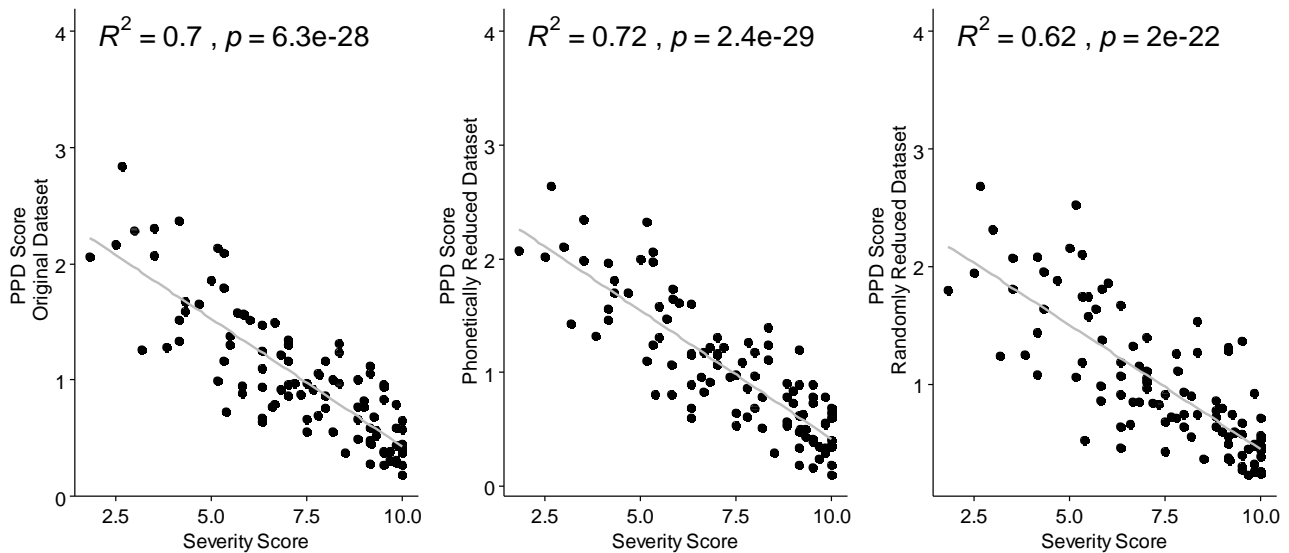 R² = 0.7 , p = 6.3e-28
4
3
2
1
0
PPD Score
Original Dataset
2.5 5.0 7.5 10.0
Severity Score
R² = 0.72 , p = 2.4e-29
4
3
2
1
0
PPD Score
Phonetically Reduced Dataset
2.5 5.0 7.5 10.0
Severity Score
R² = 0.62 , p = 2e-22
4
3
2
1
PPD Score
Randomly Reduced Dataset
2.5 5.0 7.5 10.0
Severity Score